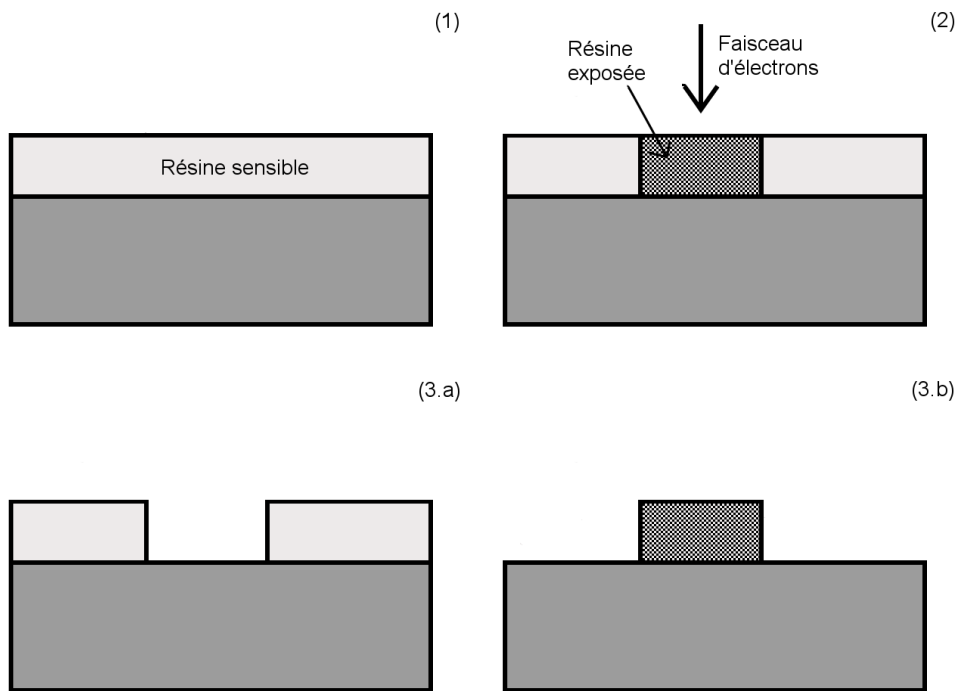 (1)
Résine sensible
(2)
Résine
exposée
Faisceau
d'électrons
(3.a)
(3.b)